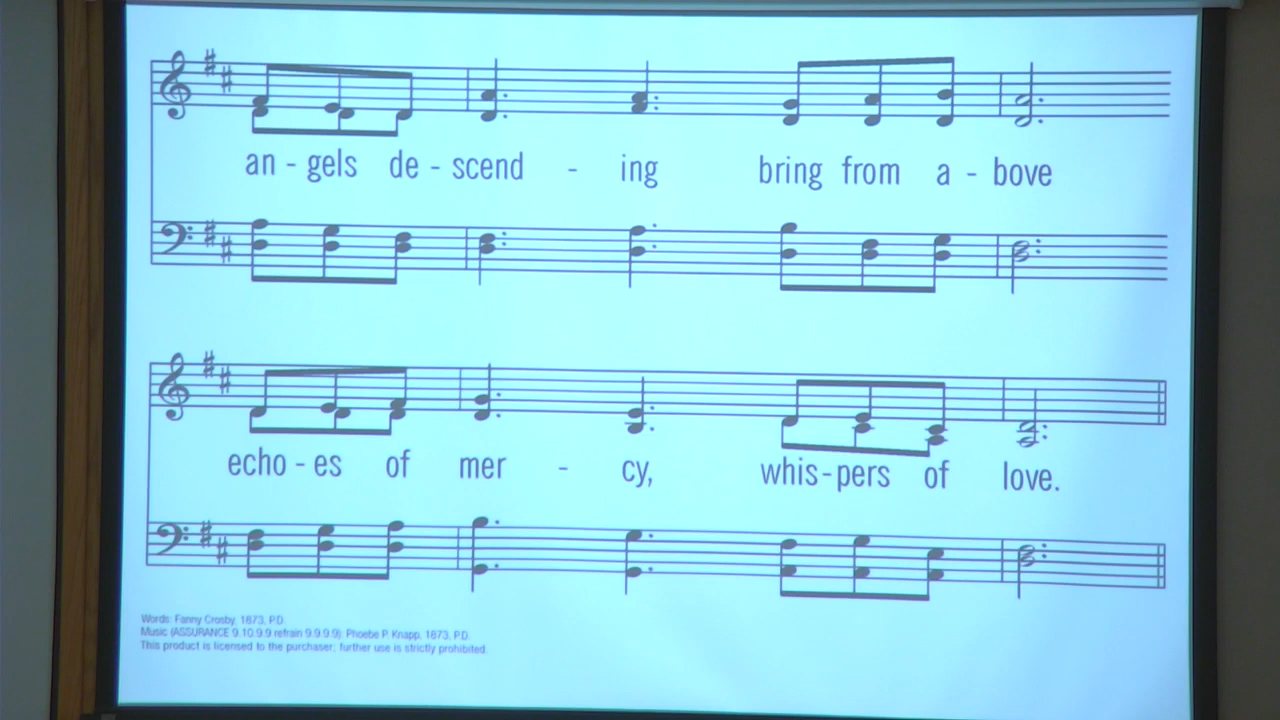 an - gels de - scend - ing bring from a - bove
echo - es of mer - cy, whis - pers of love.
Words: Fanny Crosby, 1873, P.D.
Music (ASSURANCE 9.10.9.9 refrain 9.9.9.9): Phoebe P. Knapp, 1873, P.D.
This product is licensed to the purchaser; further use is strictly prohibited.